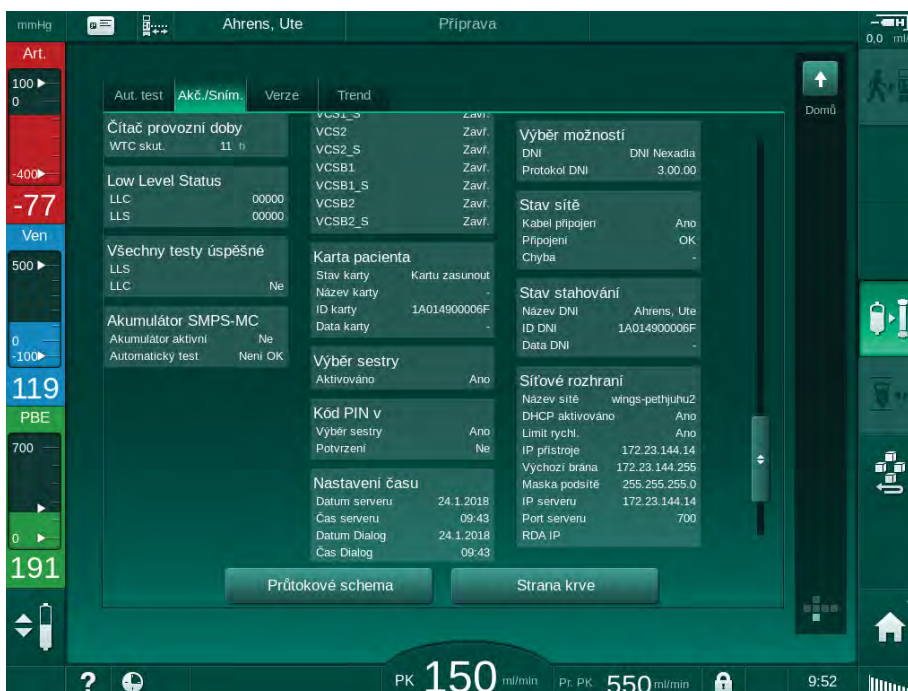 mmHg
Ahrens, Ute
Příprava
0,0 ml/
Art.
100
0
-400
-77
Ven
500
0
-100
119
PBE
700
0
191
Aut. test Akč./Sním. Verze Trend
Domů
Čítač provozní doby
WTC skut. 11 h
Low Level Status
LLC 00000
LLS 00000
Všechny testy úspěšné
LLS
LLC Ne
Akumulátor SMPS-MC
Akumulátor aktivní Ne
Automatický test Není OK
VCS1_S Zavř.
VCS2 Zavř.
VCS2_S Zavř.
VCSB1 Zavř.
VCSB1_S Zavř.
VCSB2 Zavř.
VCSB2_S Zavř.
Karta pacienta
Stav karty Kartu zasunout
Název karty -
ID karty 1A014900006F
Data karty -
Výběr sestry
Aktivováno Ano
Kód PIN v
Výběr sestry Ano
Potvrzení Ne
Nastavení času
Datum serveru 24.1.2018
Čas serveru 09:43
Datum Dialog 24.1.2018
Čas Dialog 09:43
Výběr možností
DNI DNI Nexadia
Protokol DNI 3.00.00
Stav sítě
Kabel připojen Ano
Připojení OK
Chyba -
Stav stahování
Název DNI Ahrens, Ute
ID DNI 1A014900006F
Data DNI -
Síťové rozhraní
Název sítě wings-pethjuhu2
DHCP aktivováno Ano
Limit rychl. Ano
IP přístroje 172.23.144.14
Výchozí brána 172.23.144.255
Maska podsítě 255.255.255.0
IP serveru 172.23.144.14
Port serveru 700
RDA IP
Průtokové schema Strana krve
? PK 150 ml/min Pr. PK 550 ml/min 9:52